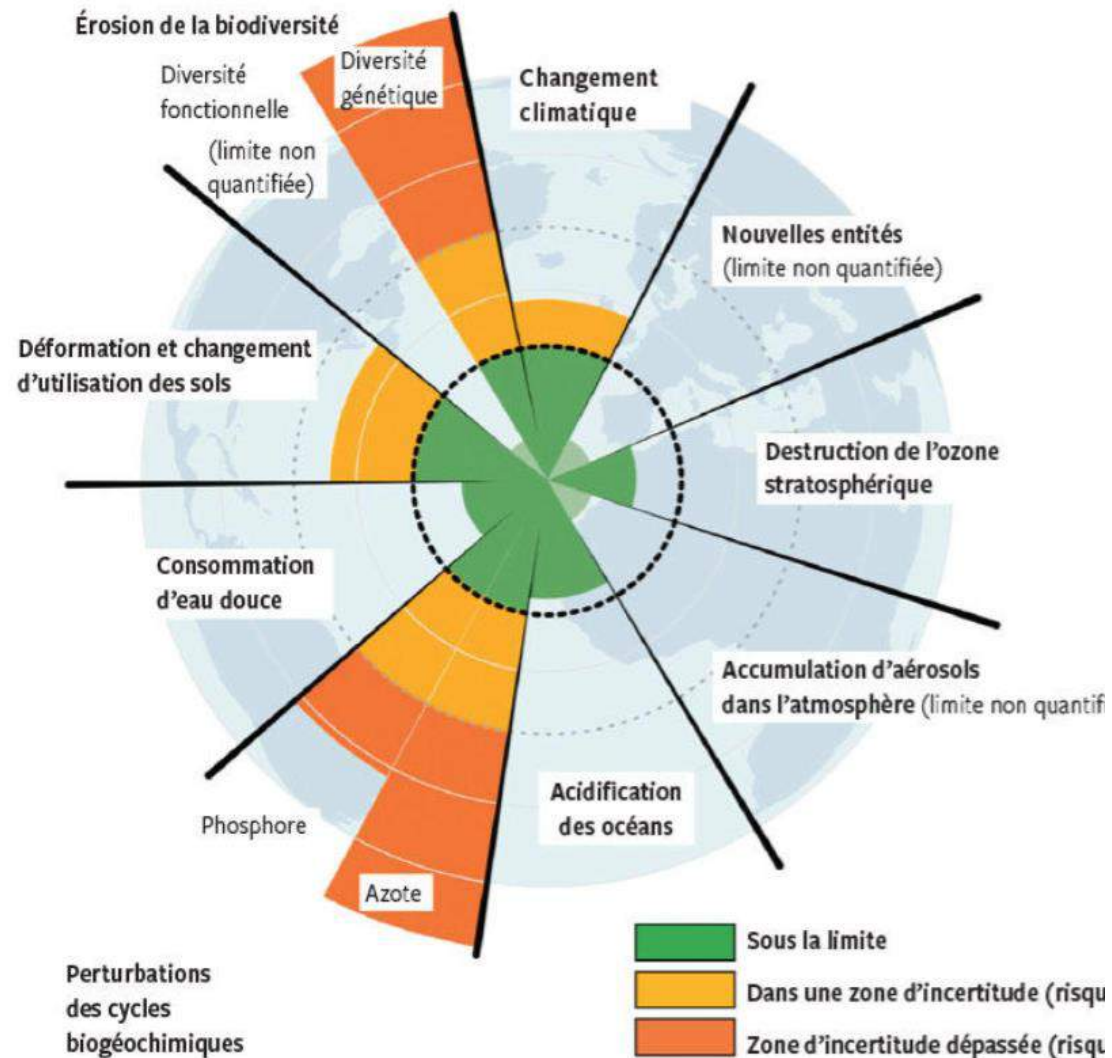 Érosion de la biodiversité
Diversité
fonctionnelle
(limite non
quantifiée)
Diversité
génétique
Changement
climatique
Nouvelles entités
(limite non quantifiée)
Déformation et changement
d'utilisation des sols
Destruction de l'ozone
stratosphérique
Consommation
d'eau douce
Accumulation d'aérosols
dans l'atmosphère (limite non quantifi
Phosphore
Acidification
des océans
Azote
Perturbations
des cycles
biogéochimiques
Sous la limite
Dans une zone d'incertitude (risqu
Zone d'incertitude dépassée (risqu